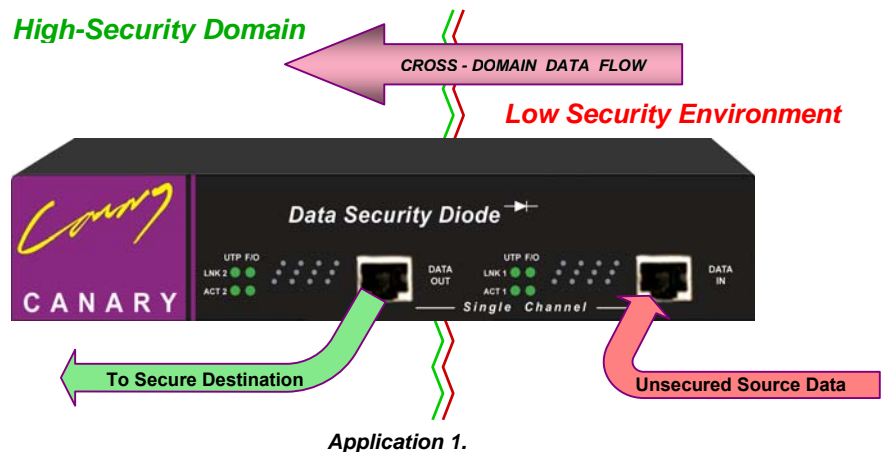 High-Security Domain
CROSS - DOMAIN DATA FLOW
Low Security Environment
Canary
CANARY
Data Security Diode
UTP F/O
LNK 2
ACT 2
DATA
OUT
UTP F/O
LNK 1
ACT 1
DATA
IN
Single Channel
To Secure Destination
Unsecured Source Data
Application 1.